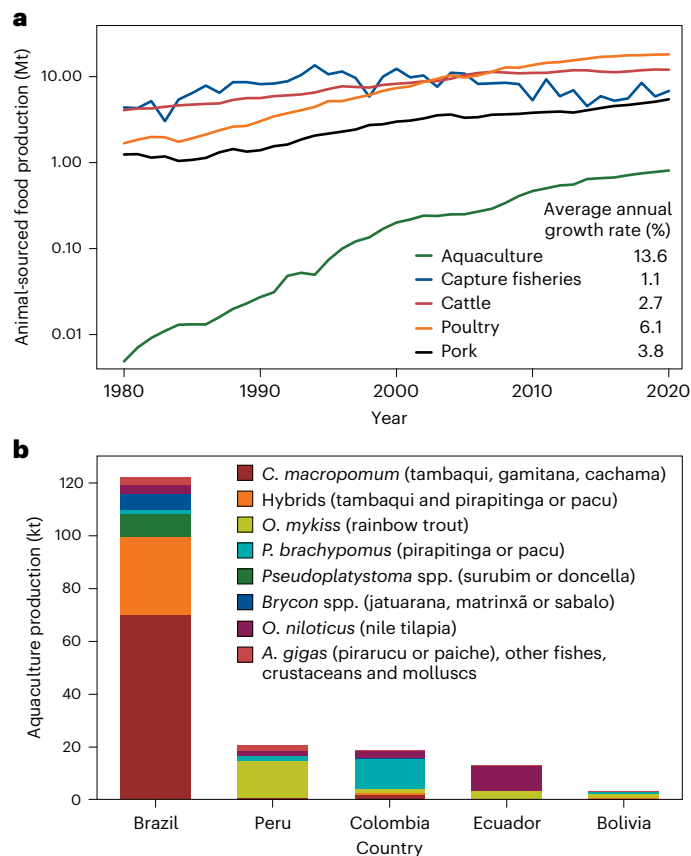 a
Animal-sourced food production (Mt)
10.00
1.00
0.10
0.01
Average annual
growth rate (%)
Aquaculture 13.6
Capture fisheries 1.1
Cattle 2.7
Poultry 6.1
Pork 3.8
1980 1990 2000 2010 2020
Year
b
Aquaculture production (kt)
120
100
80
60
40
20
0
C. macropomum (tambaqui, gamitana, cachama)
Hybrids (tambaqui and pirapitinga or pacu)
O. mykiss (rainbow trout)
P. brachypomus (pirapitinga or pacu)
Pseudoplatystoma spp. (surubim or doncella)
Brycon spp. (jatuarana, matrinxã or sabalo)
O. niloticus (nile tilapia)
A. gigas (pirarucu or paiche), other fishes,
crustaceans and molluscs
Brazil Peru Colombia Ecuador Bolivia
Country